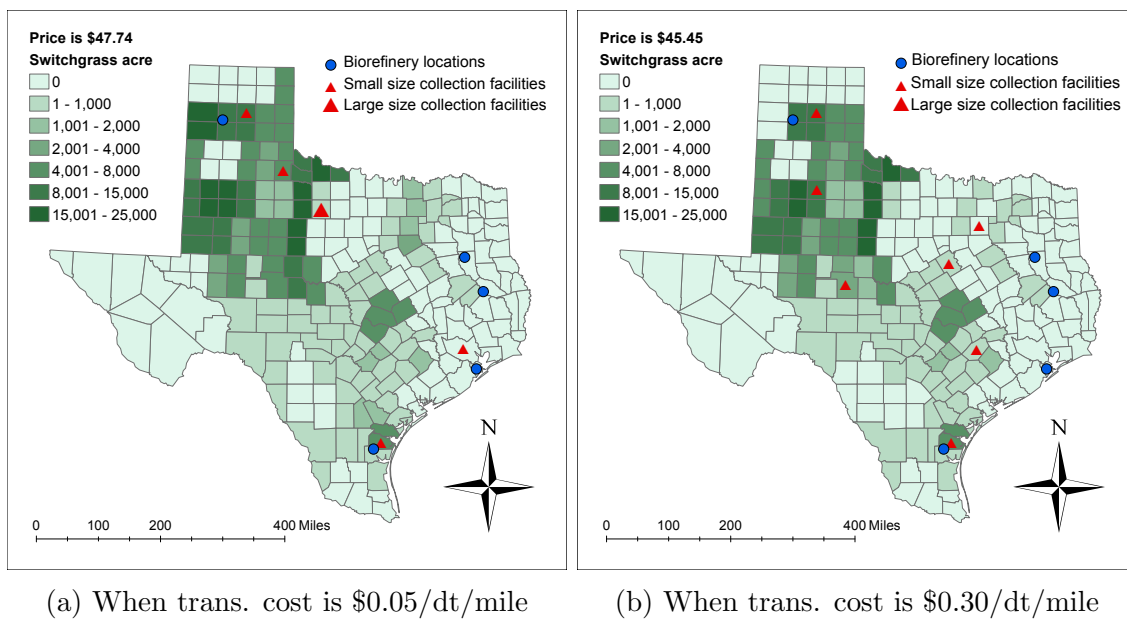 Price is $47.74
Switchgrass acre
0
1 - 1,000
1,001 - 2,000
2,001 - 4,000
4,001 - 8,000
8,001 - 15,000
15,001 - 25,000
Biorefinery locations
Small size collection facilities
Large size collection facilities
N
0 100 200 400 Miles
(a) When trans. cost is $0.05/dt/mile
Price is $45.45
Switchgrass acre
0
1 - 1,000
1,001 - 2,000
2,001 - 4,000
4,001 - 8,000
8,001 - 15,000
15,001 - 25,000
Biorefinery locations
Small size collection facilities
Large size collection facilities
N
0 100 200 400 Miles
(b) When trans. cost is $0.30/dt/mile